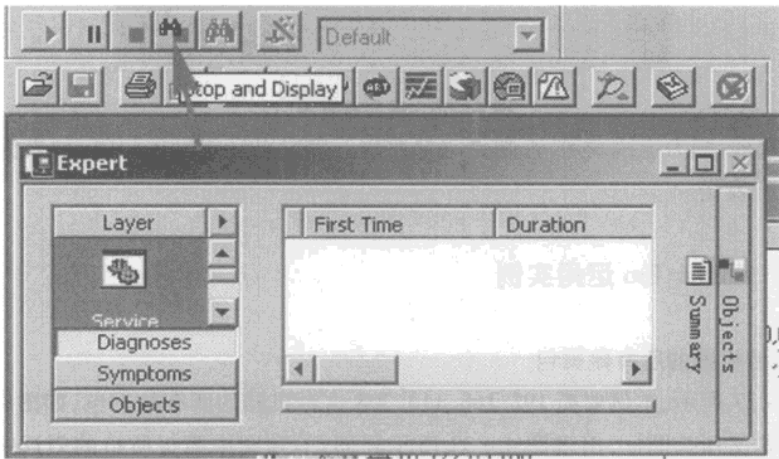 Default
Stop and Display
Expert
Layer
First Time
Duration
Service
Diagnoses
Symptoms
Objects
Summary
Objects